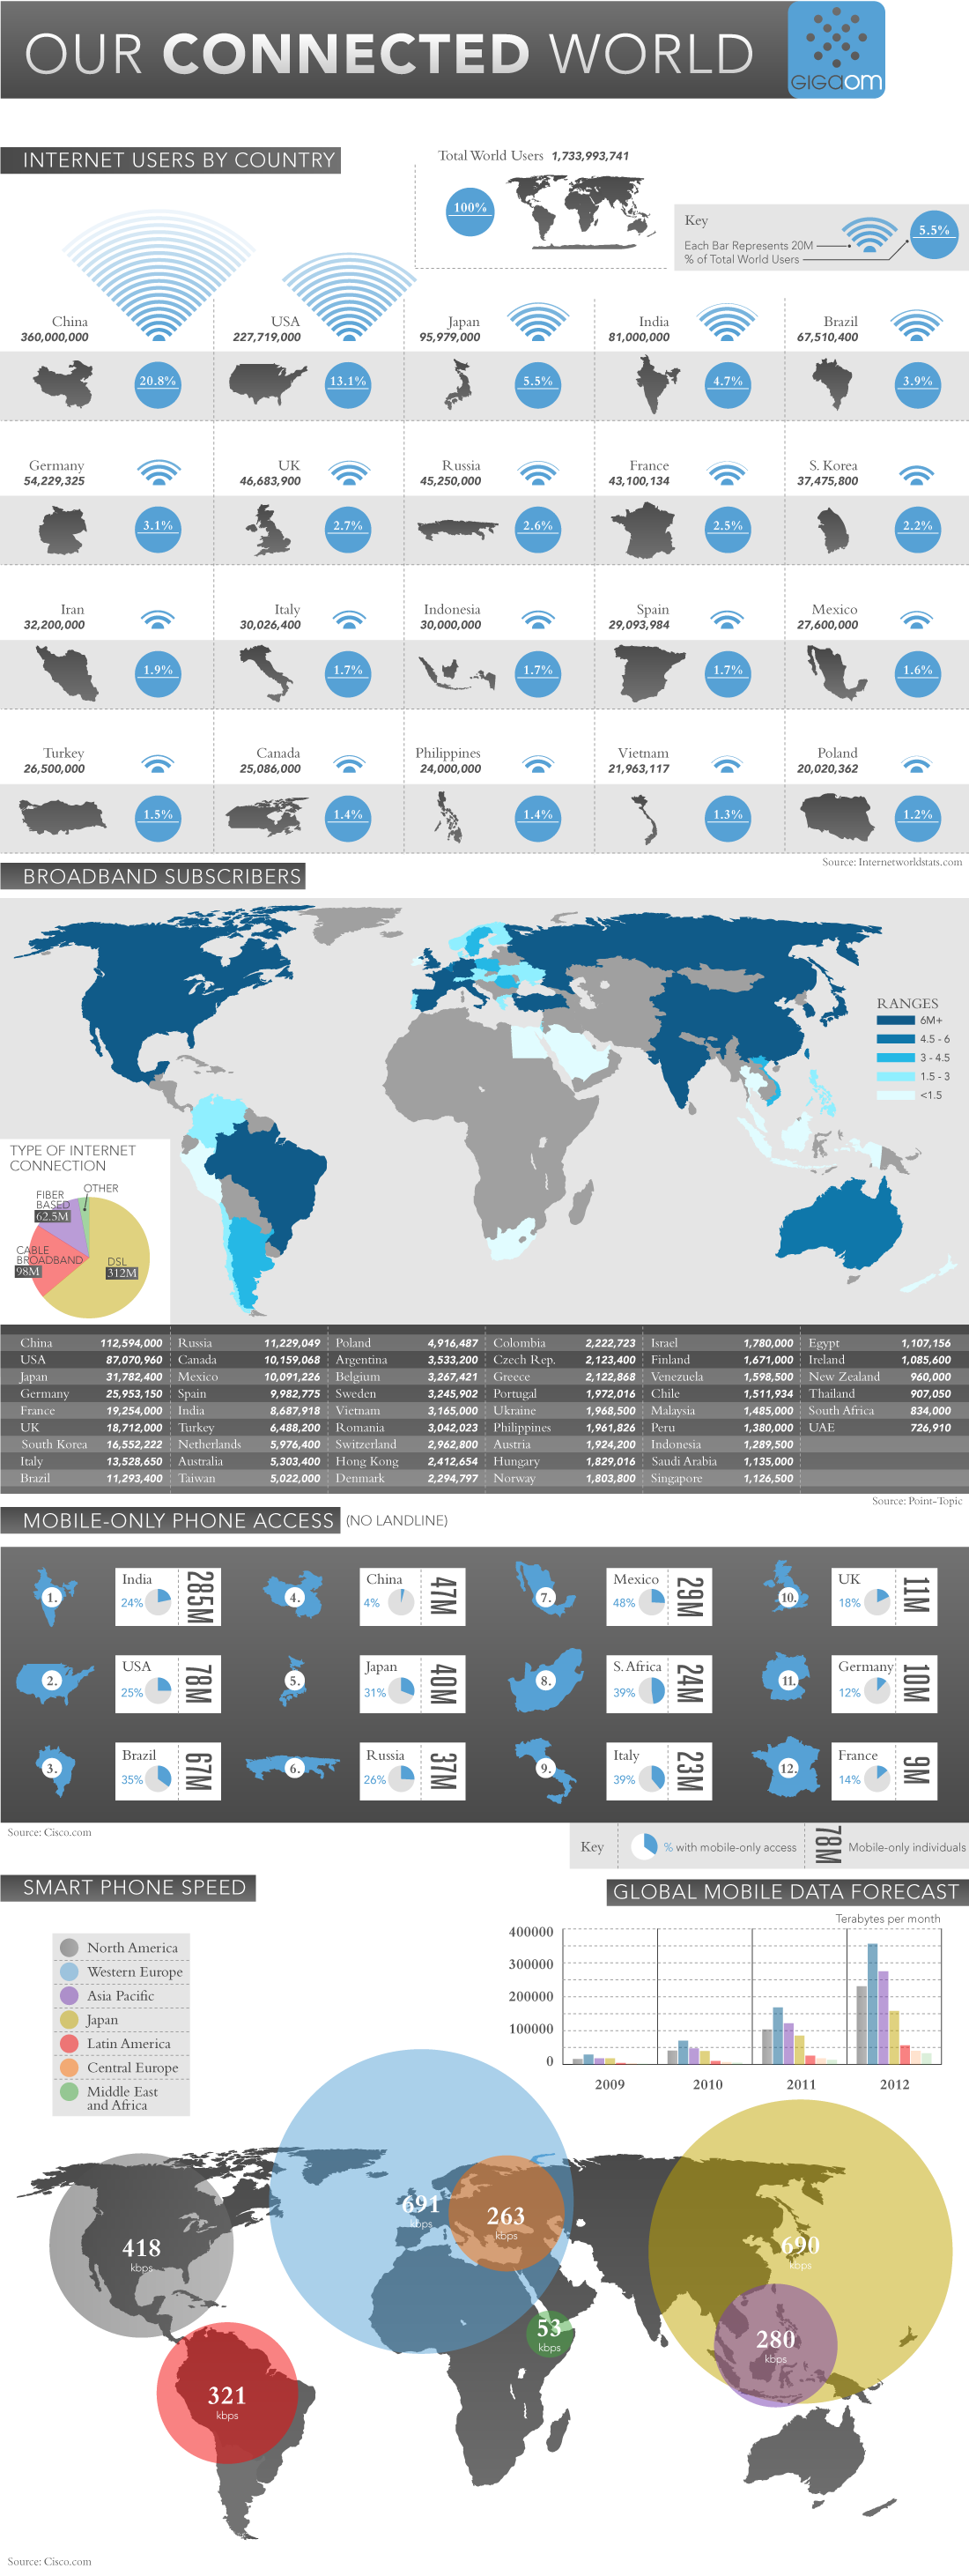 OUR CONNECTED WORLD
GIGaom
INTERNET USERS BY COUNTRY
Total World Users 1,733,993,741
100%
Key
Each Bar Represents 20M
% of Total World Users
5.5%
China
360,000,000
20.8%
USA
227,719,000
13.1%
Japan
95,979,000
5.5%
India
81,000,000
4.7%
Brazil
67,510,400
3.9%
Germany
54,229,325
3.1%
UK
46,683,900
2.7%
Russia
45,250,000
2.6%
France
43,100,134
2.5%
S. Korea
37,475,800
2.2%
Iran
32,200,000
1.9%
Italy
30,026,400
1.7%
Indonesia
30,000,000
1.7%
Spain
29,093,984
1.7%
Mexico
27,600,000
1.6%
Turkey
26,500,000
1.5%
Canada
25,086,000
1.4%
Philippines
24,000,000
1.4%
Vietnam
21,963,117
1.3%
Poland
20,020,362
1.2%
Source: Internetworldstats.com
BROADBAND SUBSCRIBERS
RANGES
6M+
4.5 - 6
3 - 4.5
1.5 - 3
<1.5
TYPE OF INTERNET
CONNECTION
OTHER
FIBER
BASED
62.5M
CABLE
BROADBAND
98M
DSL
312M
China 112,594,000 Russia 11,229,049 Poland 4,916,487 Colombia 2,222,723 Israel 1,780,000 Egypt 1,107,156
USA 87,070,960 Canada 10,159,068 Argentina 3,533,200 Czech Rep. 2,123,400 Finland 1,671,000 Ireland 1,085,600
Japan 31,782,400 Mexico 10,091,226 Belgium 3,267,421 Greece 2,122,868 Venezuela 1,598,500 New Zealand 960,000
Germany 25,953,150 Spain 9,982,775 Sweden 3,245,902 Portugal 1,972,016 Chile 1,511,934 Thailand 907,050
France 19,254,000 India 8,687,918 Vietnam 3,165,000 Ukraine 1,968,500 Malaysia 1,485,000 South Africa 834,000
UK 18,712,000 Turkey 6,488,200 Romania 3,042,023 Philippines 1,961,826 Peru 1,380,000 UAE 726,910
South Korea 16,552,222 Netherlands 5,976,400 Switzerland 2,962,800 Austria 1,924,200 Indonesia 1,289,500
Italy 13,528,650 Australia 5,303,400 Hong Kong 2,412,654 Hungary 1,829,016 Saudi Arabia 1,135,000
Brazil 11,293,400 Taiwan 5,022,000 Denmark 2,294,797 Norway 1,803,800 Singapore 1,126,500
Source: Point-Topic
MOBILE-ONLY PHONE ACCESS (NO LANDLINE)
1.
India
24%
285M
4.
China
4%
47M
7.
Mexico
48%
29M
10.
UK
18%
11M
2.
USA
25%
78M
5.
Japan
31%
40M
8.
S. Africa
39%
24M
11.
Germany
12%
10M
3.
Brazil
35%
67M
6.
Russia
26%
37M
9.
Italy
39%
23M
12.
France
14%
9M
Source: Cisco.com
Key
% with mobile-only access
78M
Mobile-only individuals
SMART PHONE SPEED
North America
Western Europe
Asia Pacific
Japan
Latin America
Central Europe
Middle East
and Africa
GLOBAL MOBILE DATA FORECAST
Terabytes per month
400000
300000
200000
100000
0
2009 2010 2011 2012
691
kbps
263
kbps
418
kbps
690
kbps
53
kbps
280
kbps
321
kbps
Source: Cisco.com